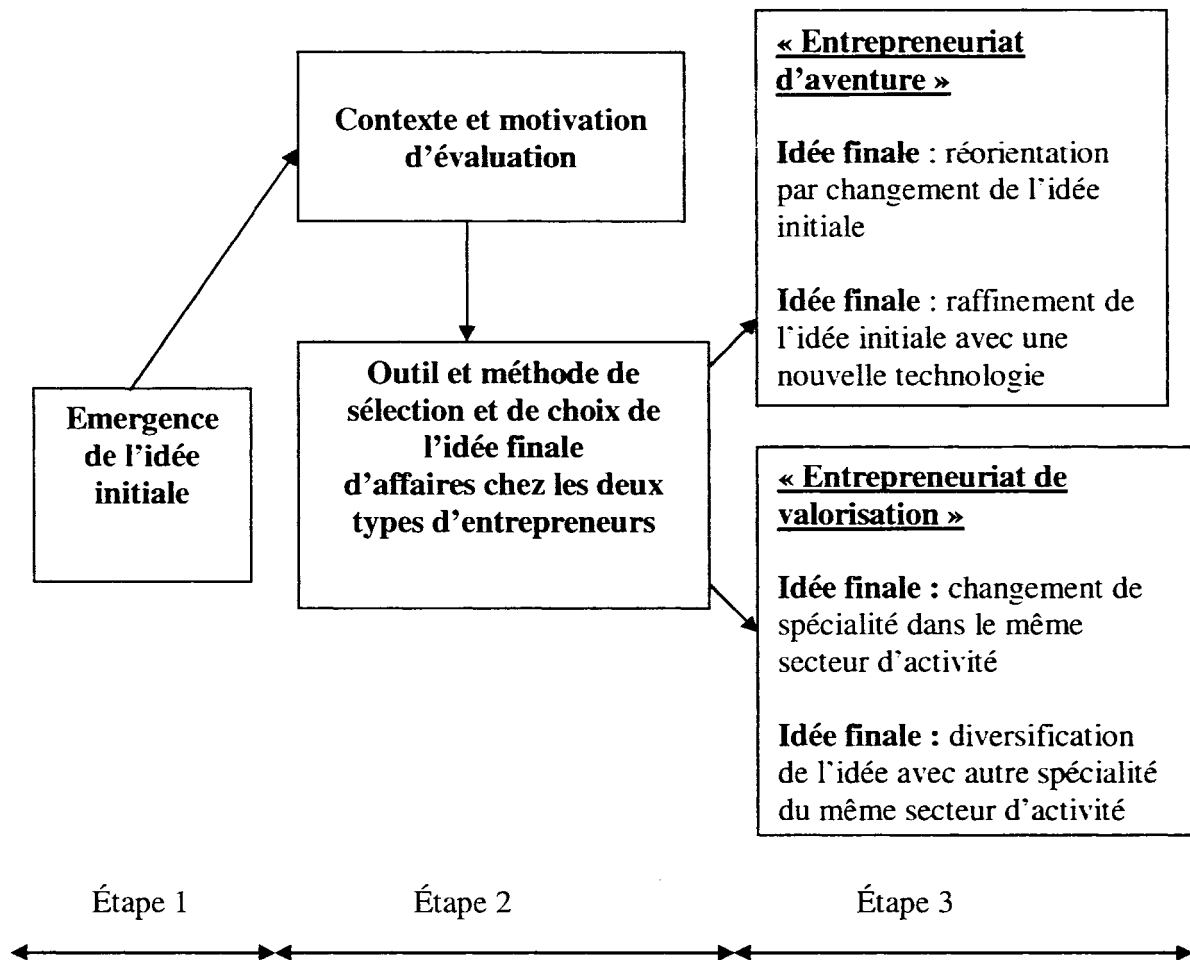 Emergence
de l'idée
initiale
Contexte et motivation
d'évaluation
Outil et méthode de
sélection et de choix de
l'idée finale
d'affaires chez les deux
types d'entrepreneurs
« Entrepreneuriat
d'aventure »
Idée finale : réorientation
par changement de l'idée
initiale
Idée finale : raffinement de
l'idée initiale avec une
nouvelle technologie
« Entrepreneuriat de
valorisation »
Idée finale : changement de
spécialité dans le même
secteur d'activité
Idée finale : diversification
de l'idée avec autre spécialité
du même secteur d'activité
Étape 1
Étape 2
Étape 3